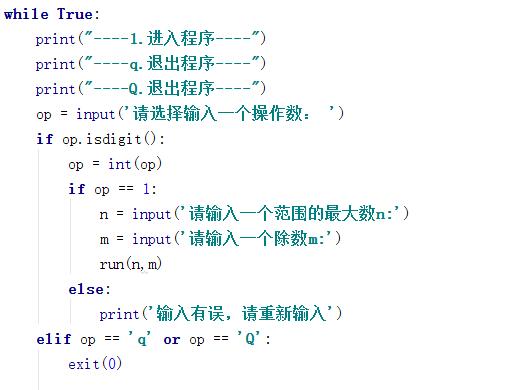 while True:
    print("----1.进入程序----")
    print("----q.退出程序----")
    print("----Q.退出程序----")
    op = input('请选择输入一个操作数： ')
    if op.isdigit():
        op = int(op)
        if op == 1:
            n = input('请输入一个范围的最大数n:')
            m = input('请输入一个除数m:')
            run(n,m)
        else:
            print('输入有误，请重新输入')
    elif op == 'q' or op == 'Q':
        exit(0)